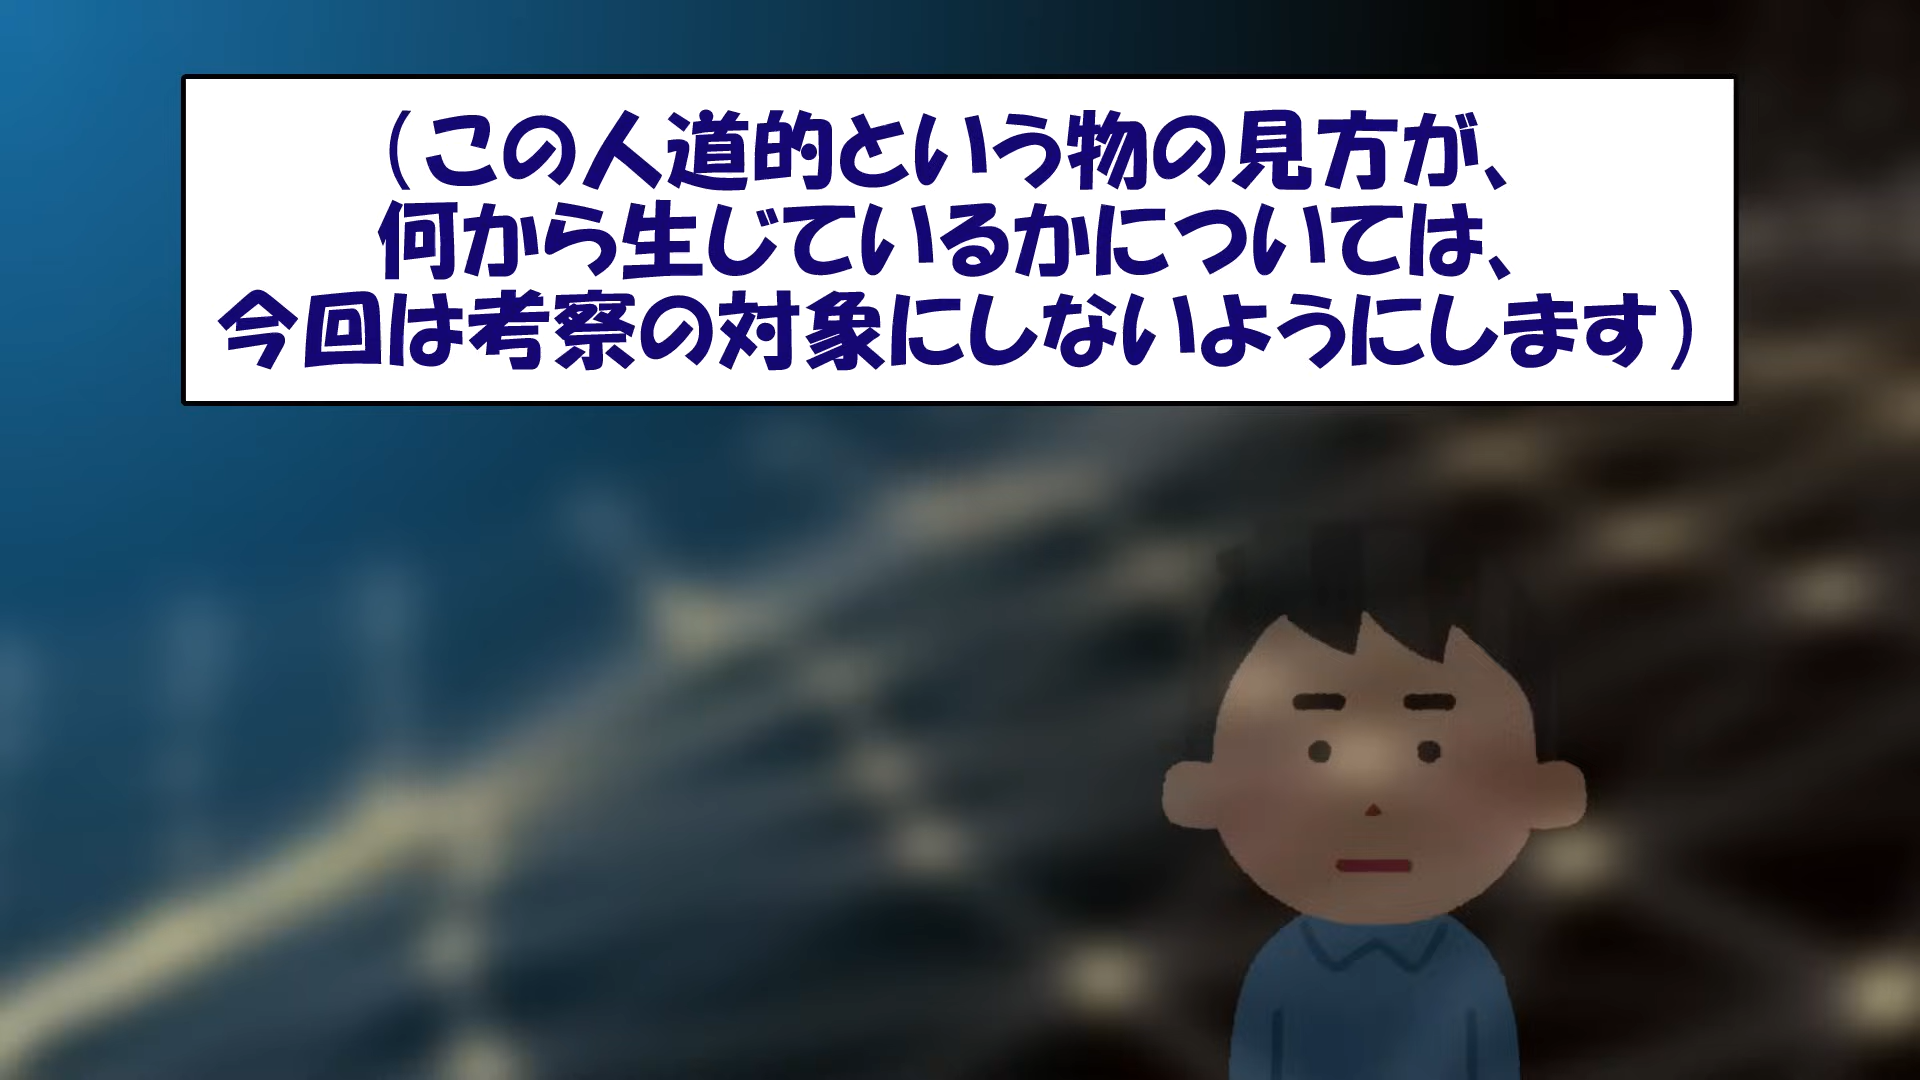 （この人道的という物の見方が、
何から生じているかについては、
今回は考察の対象にしないようにします）